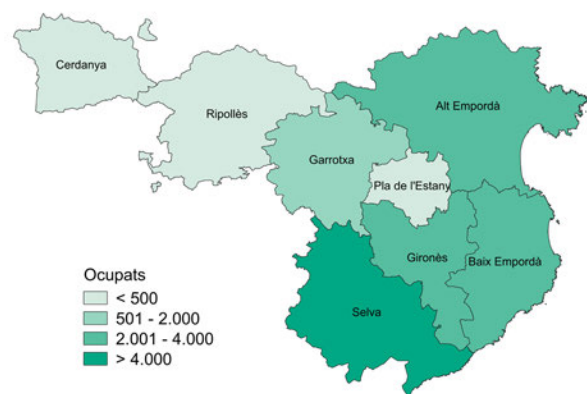 Cerdanya
Ripollès
Alt Empordà
Garrotxa
Pla de l'Estany
Gironès
Baix Empordà
Selva
Ocupats
< 500
501 - 2.000
2.001 - 4.000
> 4.000